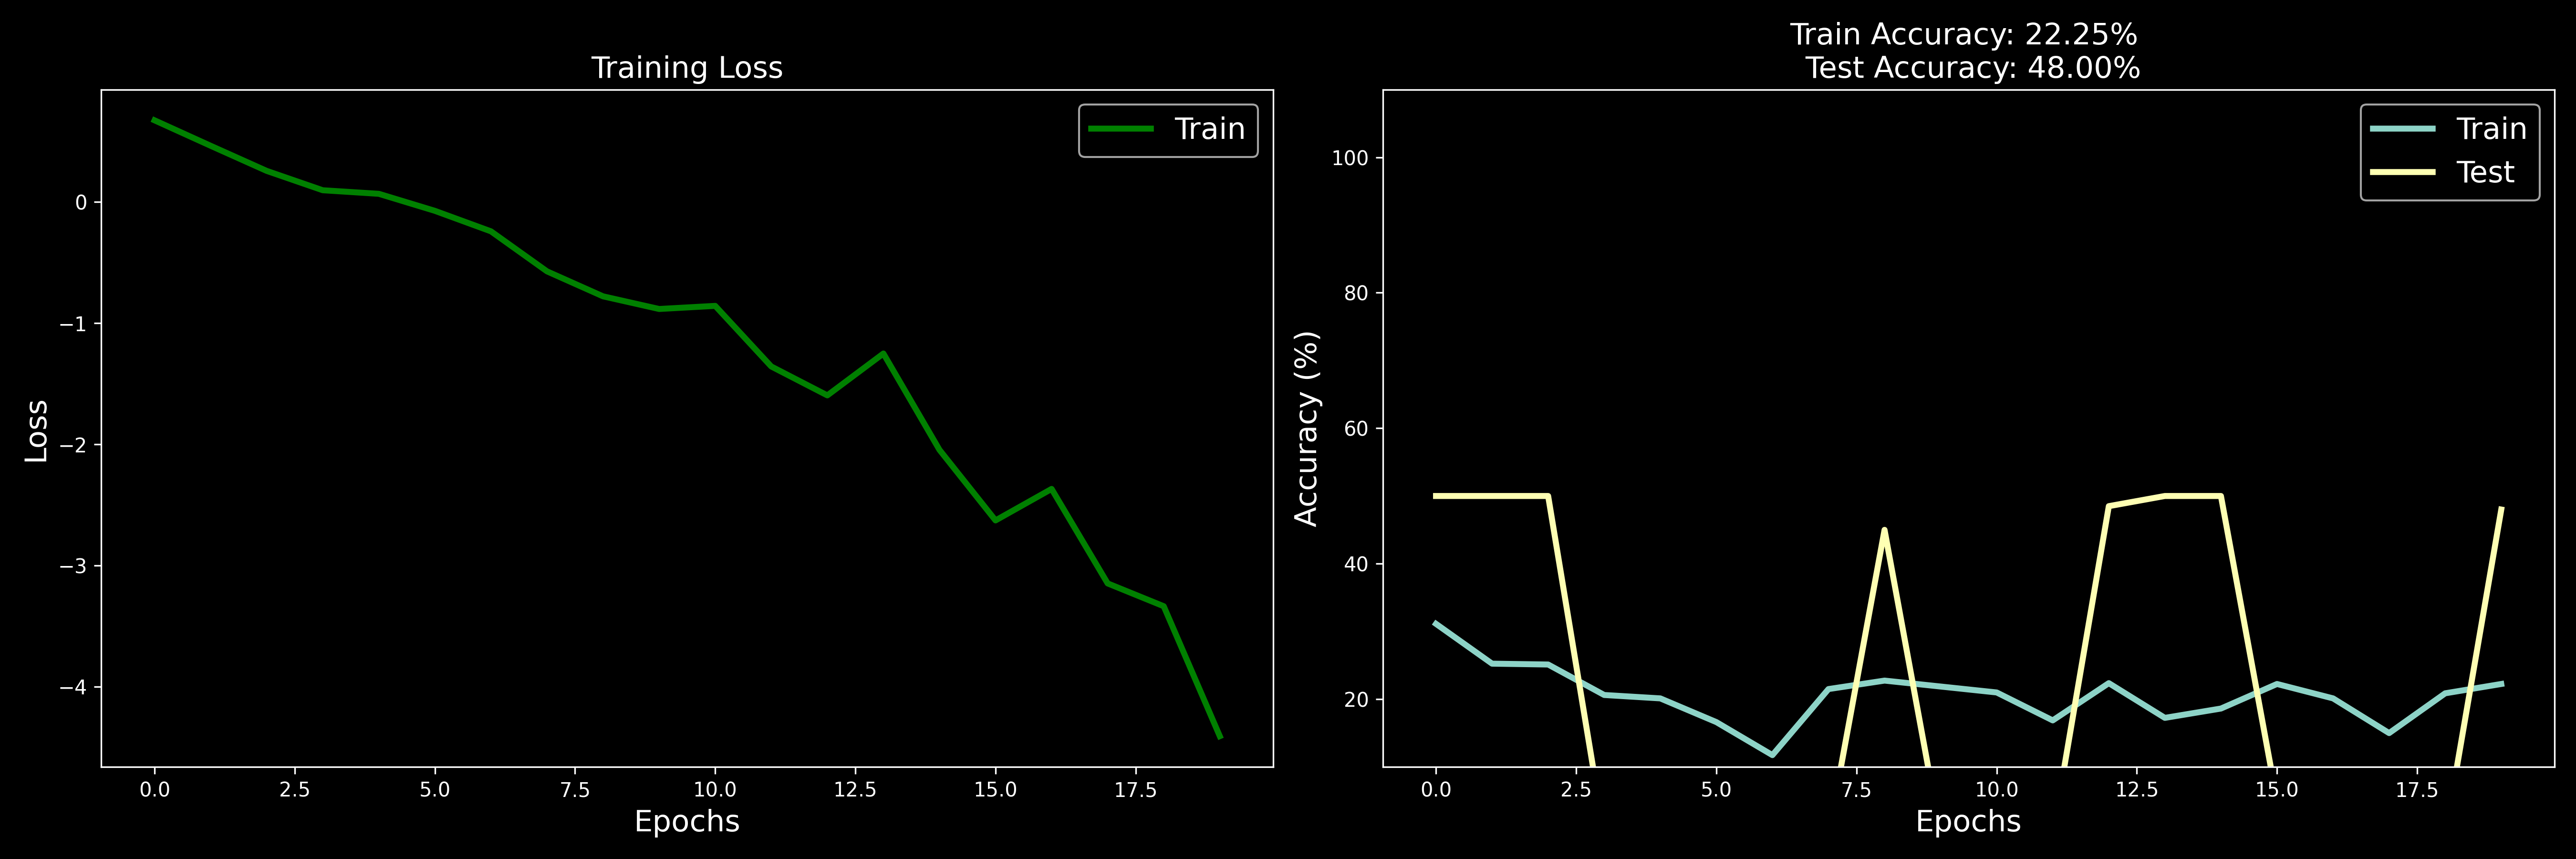 Training Loss
Train
Loss
0
−1
−2
−3
−4
0.0 2.5 5.0 7.5 10.0 12.5 15.0 17.5
Epochs
Train Accuracy: 22.25%
Test Accuracy: 48.00%
Train
Test
Accuracy (%)
100
80
60
40
20
0.0 2.5 5.0 7.5 10.0 12.5 15.0 17.5
Epochs